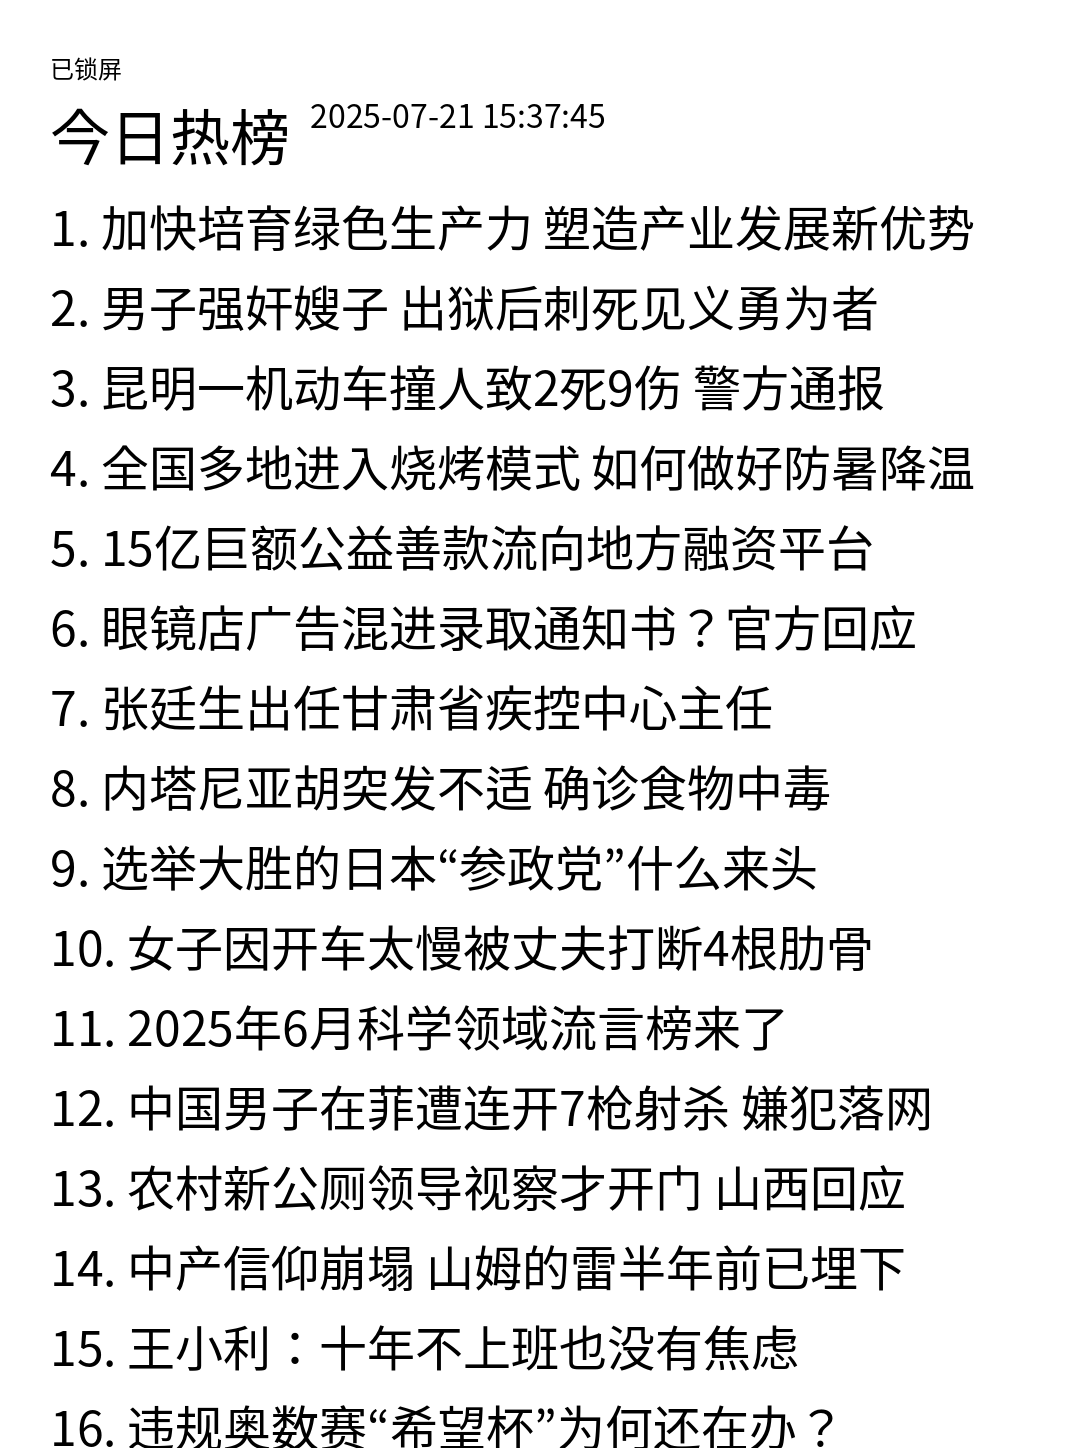 已锁屏
今日热榜 2025-07-21 15:37:45
1. 加快培育绿色生产力 塑造产业发展新优势
2. 男子强奸嫂子 出狱后刺死见义勇为者
3. 昆明一机动车撞人致2死9伤 警方通报
4. 全国多地进入烧烤模式 如何做好防暑降温
5. 15亿巨额公益善款流向地方融资平台
6. 眼镜店广告混进录取通知书？官方回应
7. 张廷生出任甘肃省疾控中心主任
8. 内塔尼亚胡突发不适 确诊食物中毒
9. 选举大胜的日本“参政党”什么来头
10. 女子因开车太慢被丈夫打断4根肋骨
11. 2025年6月科学领域流言榜来了
12. 中国男子在菲遭连开7枪射杀 嫌犯落网
13. 农村新公厕领导视察才开门 山西回应
14. 中产信仰崩塌 山姆的雷半年前已埋下
15. 王小利：十年不上班也没有焦虑
16. 违规奥数赛“希望杯”为何还在办？